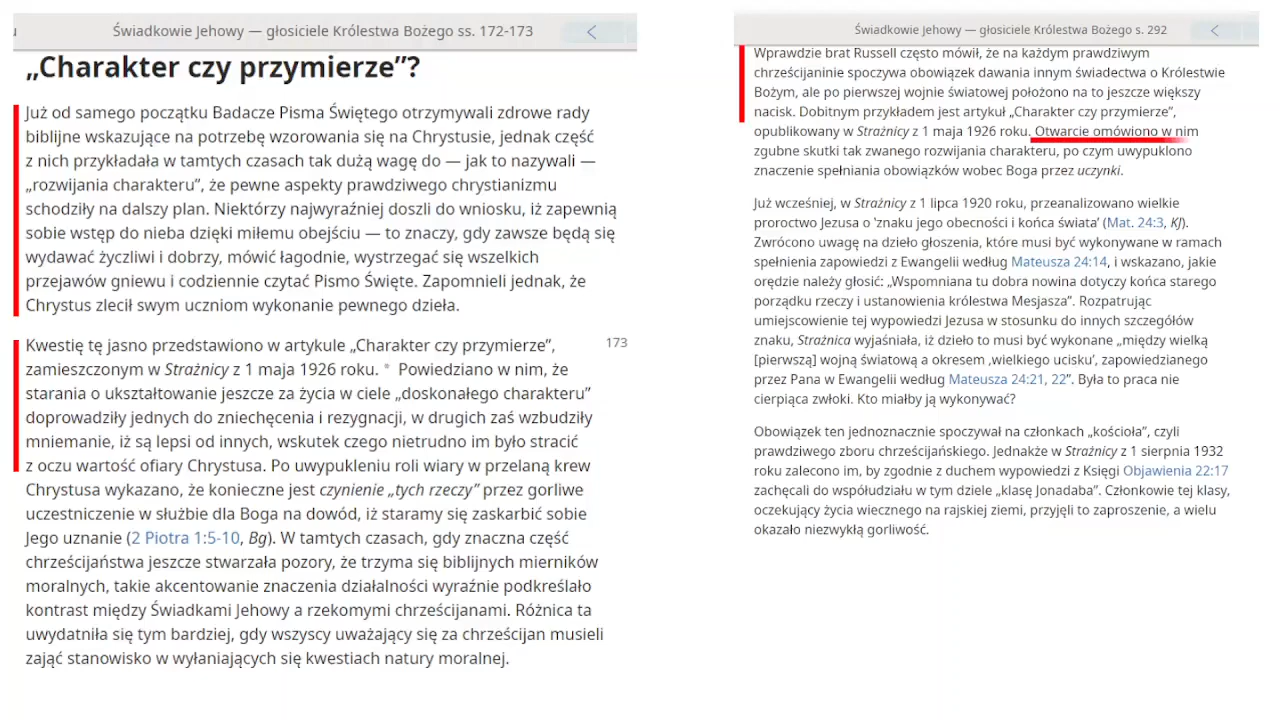 Świadkowie Jehowy — głosiciele Królestwa Bożego ss. 172-173
„Charakter czy przymierze”?
Już od samego początku Badacze Pisma Świętego otrzymywali zdrowe rady
biblijne wskazujące na potrzebę wzorowania się na Chrystusie, jednak część
z nich przykładała w tamtych czasach tak dużą wagę do — jak to nazywali —
„rozwijania charakteru”, że pewne aspekty prawdziwego chrystianizmu
schodziły na dalszy plan. Niektórzy najwyraźniej doszli do wniosku, iż zapewnią
sobie wstęp do nieba dzięki miłemu obejściu — to znaczy, gdy zawsze będą się
wydawać życzliwi i dobrzy, mówić łagodnie, wystrzegać się wszelkich
przejawów gniewu i codziennie czytać Pismo Święte. Zapomnieli jednak, że
Chrystus zlecił swym uczniom wykonanie pewnego dzieła.
Kwestię tę jasno przedstawiono w artykule „Charakter czy przymierze”,
173
zamieszczonym w Strażnicy z 1 maja 1926 roku. * Powiedziano w nim, że
starania o ukształtowanie jeszcze za życia w ciele „doskonałego charakteru”
doprowadziły jednych do zniechęcenia i rezygnacji, w drugich zaś wzbudziły
mniemanie, iż są lepsi od innych, wskutek czego nietrudno im było stracić
z oczu wartość ofiary Chrystusa. Po uwypukleniu roli wiary w przelaną krew
Chrystusa wykazano, że konieczne jest czynienie „tych rzeczy” przez gorliwe
uczestniczenie w służbie dla Boga na dowód, iż staramy się zaskarbić sobie
Jego uznanie (2 Piotra 1:5-10, Bg). W tamtych czasach, gdy znaczna część
chrześcijaństwa jeszcze stwarzała pozory, że trzyma się biblijnych mierników
moralnych, takie akcentowanie znaczenia działalności wyraźnie podkreślało
kontrast między Świadkami Jehowy a rzekomymi chrześcijanami. Różnica ta
uwydatniła się tym bardziej, gdy wszyscy uważający się za chrześcijan musieli
zająć stanowisko w wyłaniających się kwestiach natury moralnej.
Świadkowie Jehowy — głosiciele Królestwa Bożego s. 292
Wprawdzie brat Russell często mówił, że na każdym prawdziwym
chrześcijaninie spoczywa obowiązek dawania innym świadectwa o Królestwie
Bożym, ale po pierwszej wojnie światowej położono na to jeszcze większy
nacisk. Dobitnym przykładem jest artykuł „Charakter czy przymierze”,
opublikowany w Strażnicy z 1 maja 1926 roku. Otwarcie omówiono w nim
zgubne skutki tak zwanego rozwijania charakteru, po czym uwypuklono
znaczenie spełniania obowiązków wobec Boga przez uczynki.
Już wcześniej, w Strażnicy z 1 lipca 1920 roku, przeanalizowano wielkie
proroctwo Jezusa o 'znaku jego obecności i końca świata' (Mat. 24:3, KJ).
Zwrócono uwagę na dzieło głoszenia, które musi być wykonywane w ramach
spełnienia zapowiedzi z Ewangelii według Mateusza 24:14, i wskazano, jakie
orędzie należy głosić: „Wspomniana tu dobra nowina dotyczy końca starego
porządku rzeczy i ustanowienia królestwa Mesjasza”. Rozpatrując
umiejscowienie tej wypowiedzi Jezusa w stosunku do innych szczegółów
znaku, Strażnica wyjaśniała, iż dzieło to musi być wykonane „między wielką
[pierwszą] wojną światową a okresem ‚wielkiego ucisku’, zapowiedzianego
przez Pana w Ewangelii według Mateusza 24:21, 22”. Była to praca nie
cierpiąca zwłoki. Kto miałby ją wykonywać?
Obowiązek ten jednoznacznie spoczywał na członkach „kościoła”, czyli
prawdziwego zboru chrześcijańskiego. Jednakże w Strażnicy z 1 sierpnia 1932
roku zalecono im, by zgodnie z duchem wypowiedzi z Księgi Objawienia 22:17
zachęcali do współudziału w tym dziele „klasę Jonadaba”. Członkowie tej klasy,
oczekujący życia wiecznego na rajskiej ziemi, przyjęli to zaproszenie, a wielu
okazało niezwykłą gorliwość.